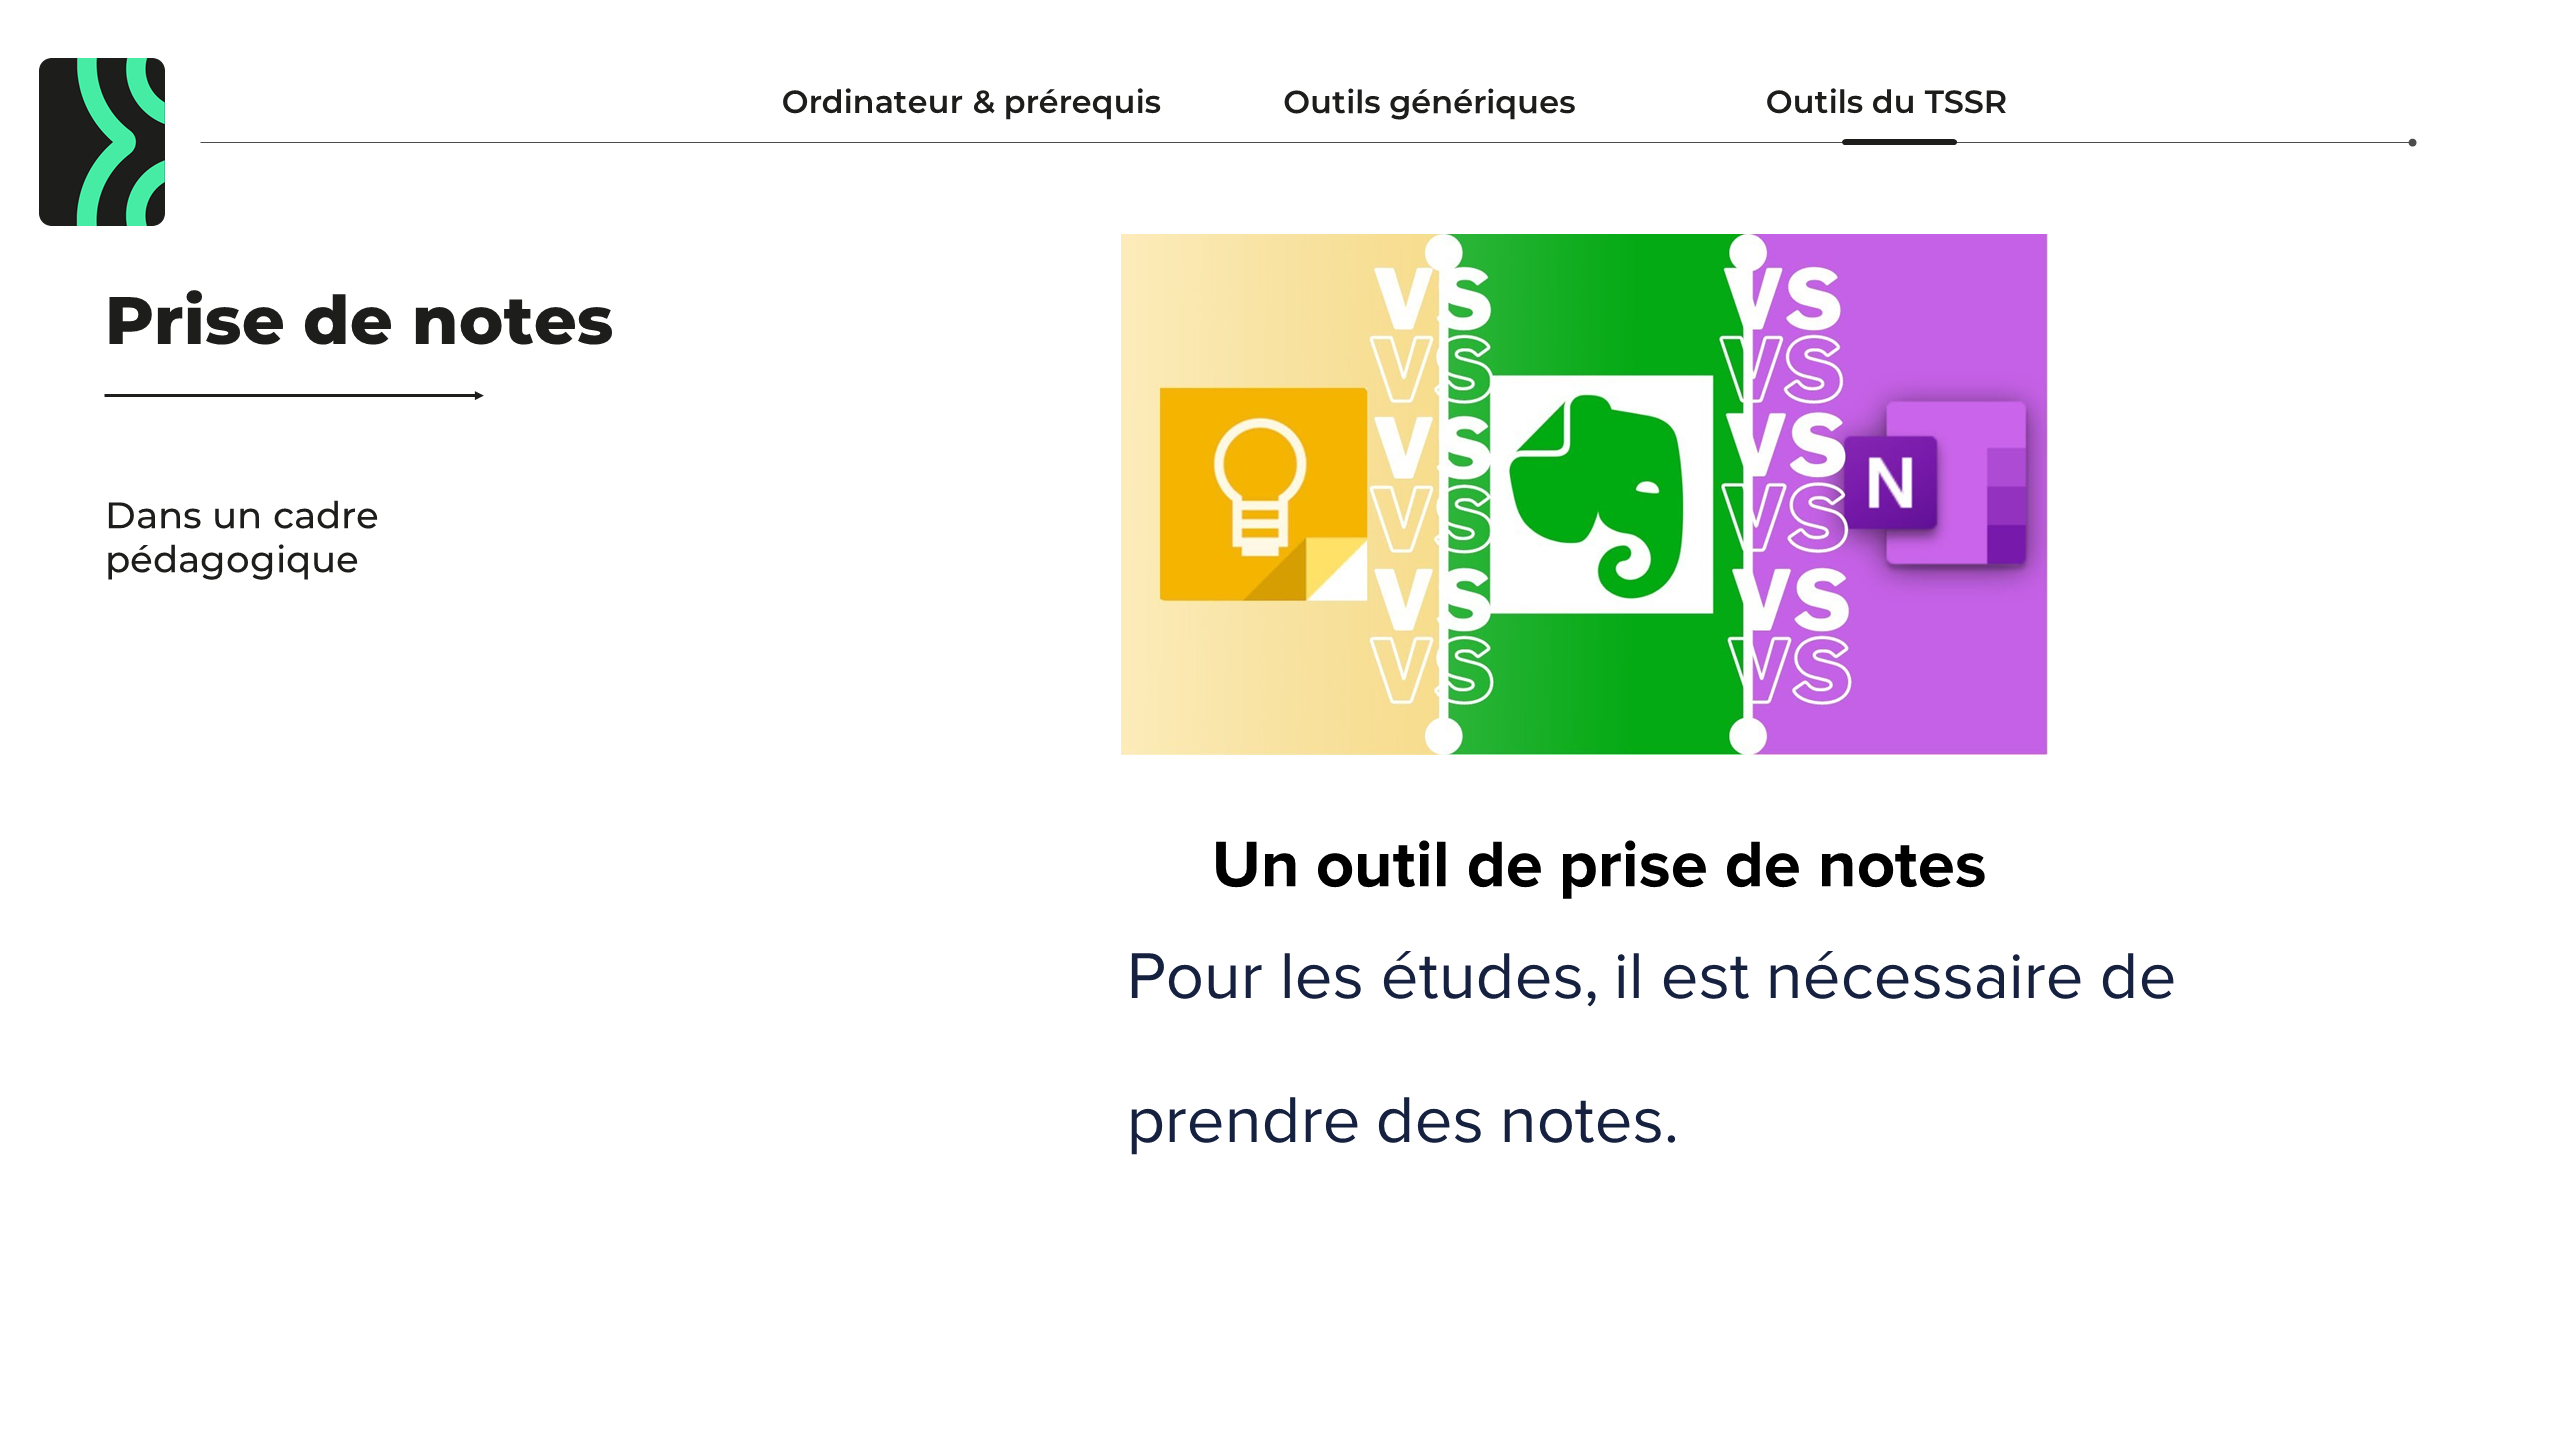 Ordinateur & prérequis
Outils génériques
Outils du TSSR
Prise de notes
Dans un cadre
pédagogique
VS VS
VS VS
VS VS
VS VS
VS VS
VS VS
N
Un outil de prise de notes
Pour les études, il est nécessaire de
prendre des notes.